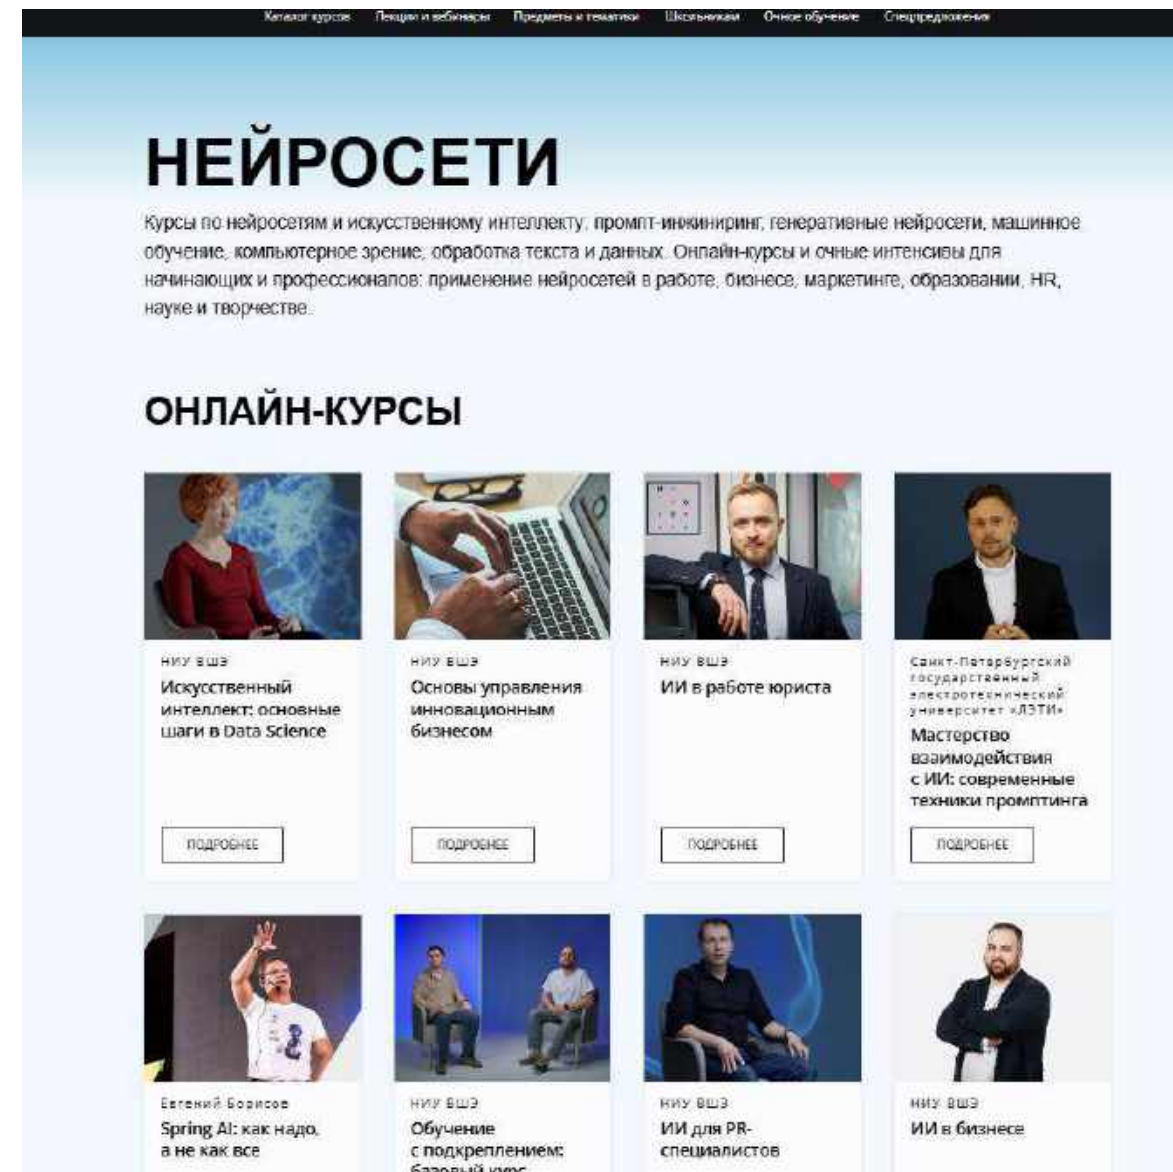 Каталог курсов Лекции и вебинары Предметы и тематики Школьникам Очное обучение Спецпредложения
НЕЙРОСЕТИ
Курсы по нейросетям и искусственному интеллекту: промпт-инжиниринг, генеративные нейросети, машинное
обучение, компьютерное зрение, обработка текста и данных. Онлайн-курсы и очные интенсивы для
начинающих и профессионалов: применение нейросетей в работе, бизнесе, маркетинге, образовании, HR,
науке и творчестве.
ОНЛАЙН-КУРСЫ
НИУ ВШЭ
Искусственный
интеллект: основные
шаги в Data Science
ПОДРОБНЕЕ
НИУ ВШЭ
Основы управления
инновационным
бизнесом
ПОДРОБНЕЕ
НИУ ВШЭ
ИИ в работе юриста
ПОДРОБНЕЕ
Санкт-Петербургский
государственный
электротехнический
университет «ЛЭТИ»
Мастерство
взаимодействия
с ИИ: современные
техники промптинга
ПОДРОБНЕЕ
Евгений Борисов
Spring AI: как надо,
а не как все
НИУ ВШЭ
Обучение
с подкреплением:
базовый курс
НИУ ВШЭ
ИИ для PR-
специалистов
НИУ ВШЭ
ИИ в бизнесе